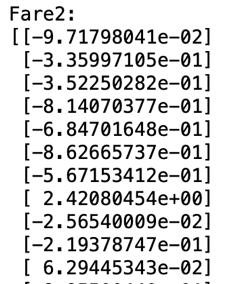 Fare2:
[[-9.71798041e-02]
[-3.35997105e-01]
[-3.52250282e-01]
[-8.14070377e-01]
[-6.84701648e-01]
[-8.62665737e-01]
[-5.67153412e-01]
[ 2.42080454e+00]
[-2.56540009e-02]
[-2.19378747e-01]
[ 6.29445343e-02]